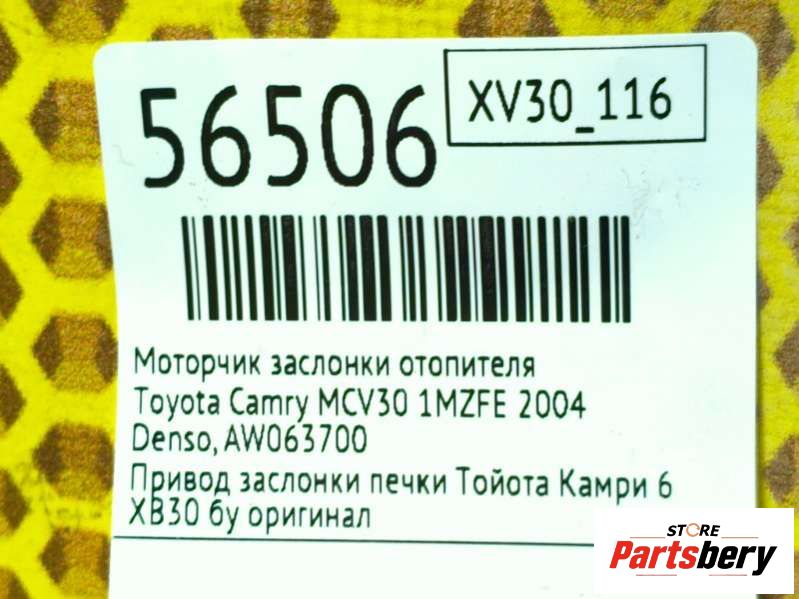 56506
XV30_116
Моторчик заслонки отопителя
Toyota Camry MCV30 1MZFE 2004
Denso, AW063700
Привод заслонки печки Тойота Камри 6
ХВ30 бу оригинал
STORE
Partsbery